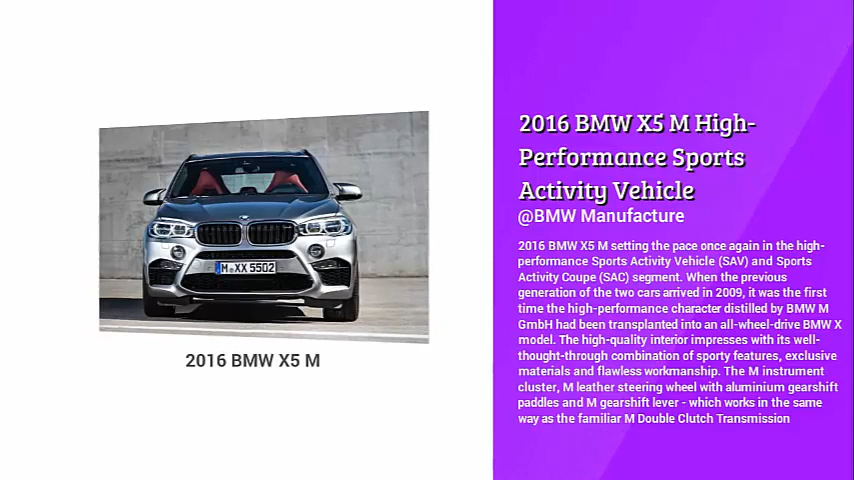 2016 BMW X5 M High-
Performance Sports
Activity Vehicle
@BMW Manufacture
2016 BMW X5 M setting the pace once again in the high-
performance Sports Activity Vehicle (SAV) and Sports
Activity Coupe (SAC) segment. When the previous
generation of the two cars arrived in 2009, it was the first
time the high-performance character distilled by BMW M
GmbH had been transplanted into an all-wheel-drive BMW X
model. The high-quality interior impresses with its well-
thought-through combination of sporty features, exclusive
materials and flawless workmanship. The M instrument
cluster, M leather steering wheel with aluminium gearshift
paddles and M gearshift lever - which works in the same
way as the familiar M Double Clutch Transmission
M XX 5502
2016 BMW X5 M